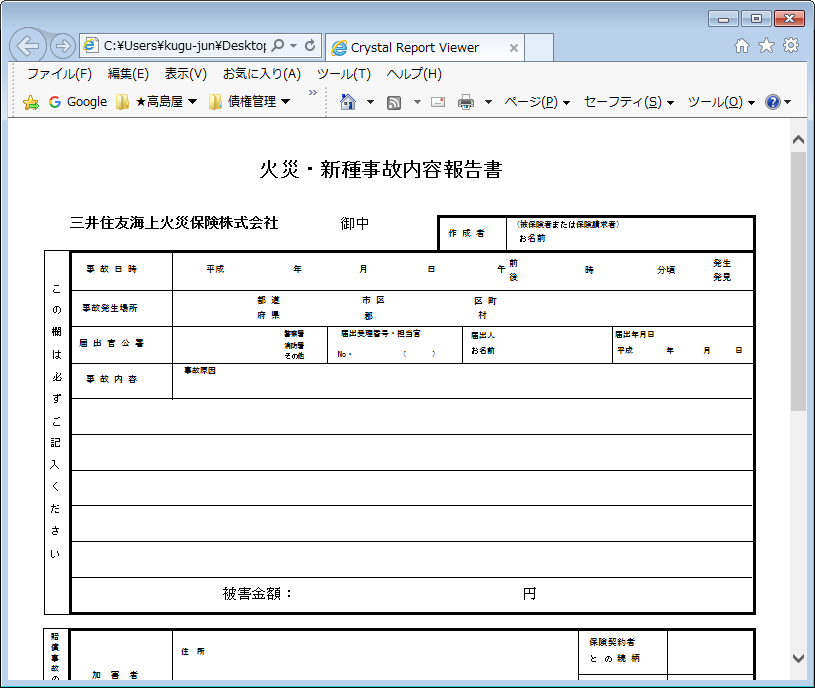 C:¥Users¥kugu-jun¥Desktop
Crystal Report Viewer
ファイル(F) 編集(E) 表示(V) お気に入り(A) ツール(T) ヘルプ(H)
Google ★高島屋 債権管理 » ページ(P) セーフティ(S) ツール(O)
火災・新種事故内容報告書
三井住友海上火災保険株式会社 御中
作成者
(被保険者または保険請求者)
お名前
この欄は必ずご記入ください
事故日時 平成 年 月 日 午 前 後 時 分頃 発生 発見
事故発生場所 都道 府県 市区 郡 区町 村
届出官公署
警察署
消防署
その他
届出受理番号・担当官
No・ ( )
届出人
お名前
届出年月日
平成 年 月 日
事故内容
事故原因
被害金額: 円
賠償事故の
加害者
住所
保険契約者
との続柄